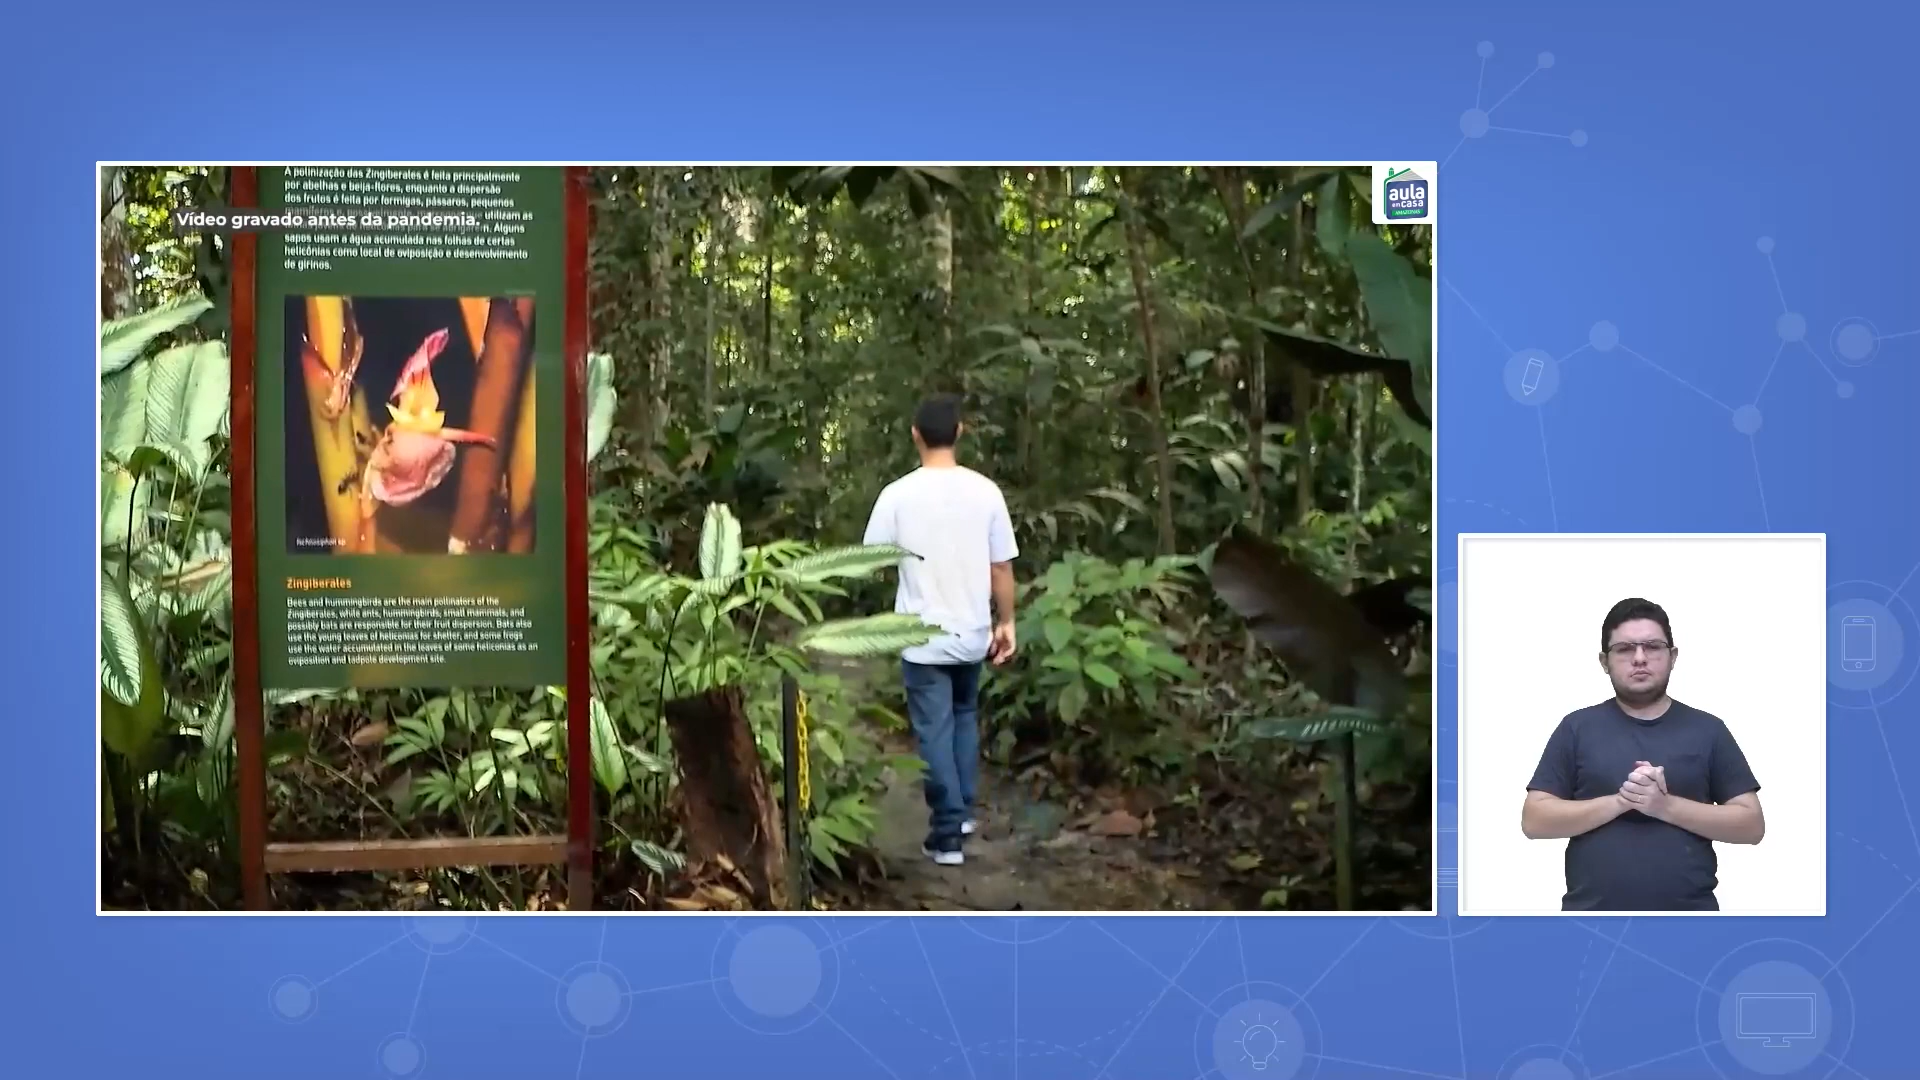 A polinização das Zingiberales é feita principalmente
por abelhas e beija-flores, enquanto a dispersão
dos frutos é feita por formigas, pássaros, pequenos
utilizam as
Vídeo gravado antes da pandemia.
n. Alguns
sapos usam a água acumulada nas folhas de certas
helicônias como local de oviposição e desenvolvimento
de girinos.
Zingiberales
Bees and hummingbirds are the main pollinators of the
Zingiberales, while ants, hummingbirds, small mammals, and
possibly bats are responsible for their fruit dispersion. Bats also
use the young leaves of heliconias for shelter, and some frogs
use the water accumulated in the leaves of some heliconias as an
oviposition and tadpole development site.
aula
em casa